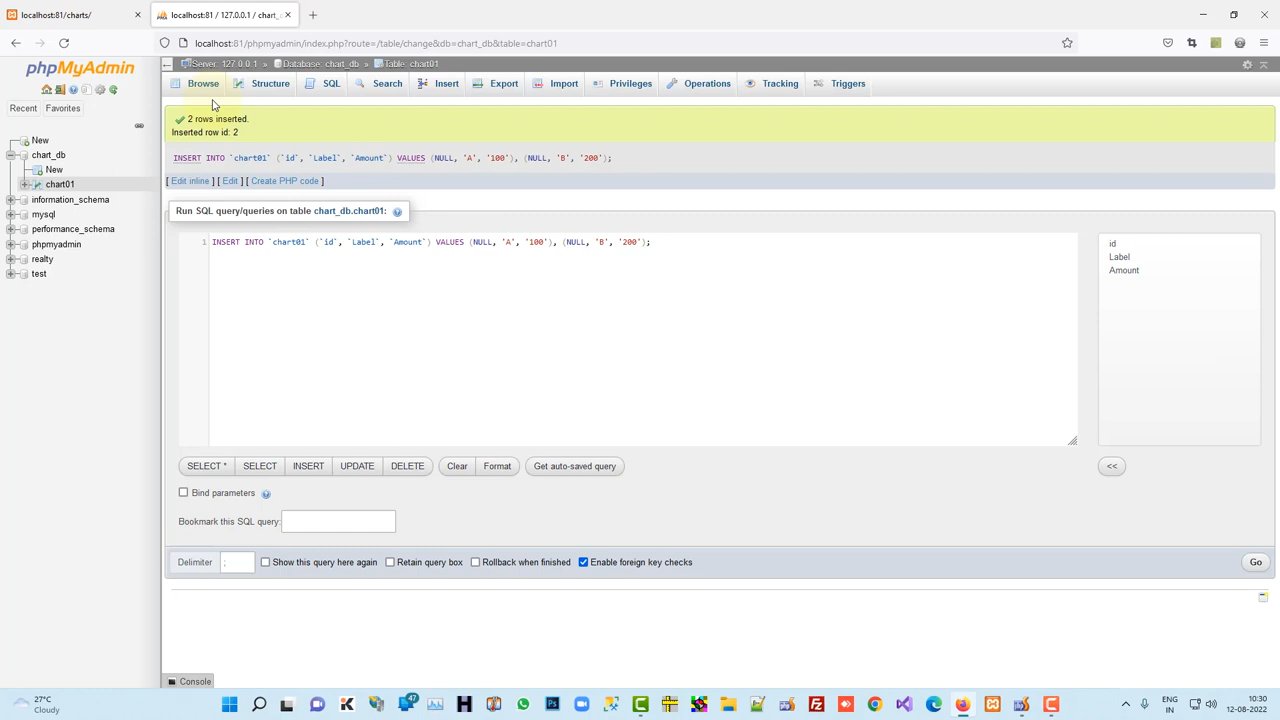 localhost:81/charts/
localhost:81 / 127.0.0.1 / chart_
localhost:81/phpmyadmin/index.php?route=/table/change&db=chart_db&table=chart01
phpMyAdmin
Recent
Favorites
New
chart_db
New
chart01
information_schema
mysql
performance_schema
phpmyadmin
realty
test
Server: 127.0.0.1 » Database: chart_db » Table: chart01
Browse Structure SQL Search Insert Export Import Privileges Operations Tracking Triggers
2 rows inserted.
Inserted row id: 2
INSERT INTO `chart01` (`id`, `Label`, `Amount`) VALUES (NULL, 'A', '100'), (NULL, 'B', '200');
[ Edit inline ] [ Edit ] [ Create PHP code ]
Run SQL query/queries on table chart_db.chart01:
1 INSERT INTO `chart01` (`id`, `Label`, `Amount`) VALUES (NULL, 'A', '100'), (NULL, 'B', '200');
id
Label
Amount
SELECT * SELECT INSERT UPDATE DELETE Clear Format Get auto-saved query <<
Bind parameters
Bookmark this SQL query:
Delimiter ; Show this query here again Retain query box Rollback when finished Enable foreign key checks Go
Console
27°C
Cloudy
47
ENG
IN
10:30
12-08-2022